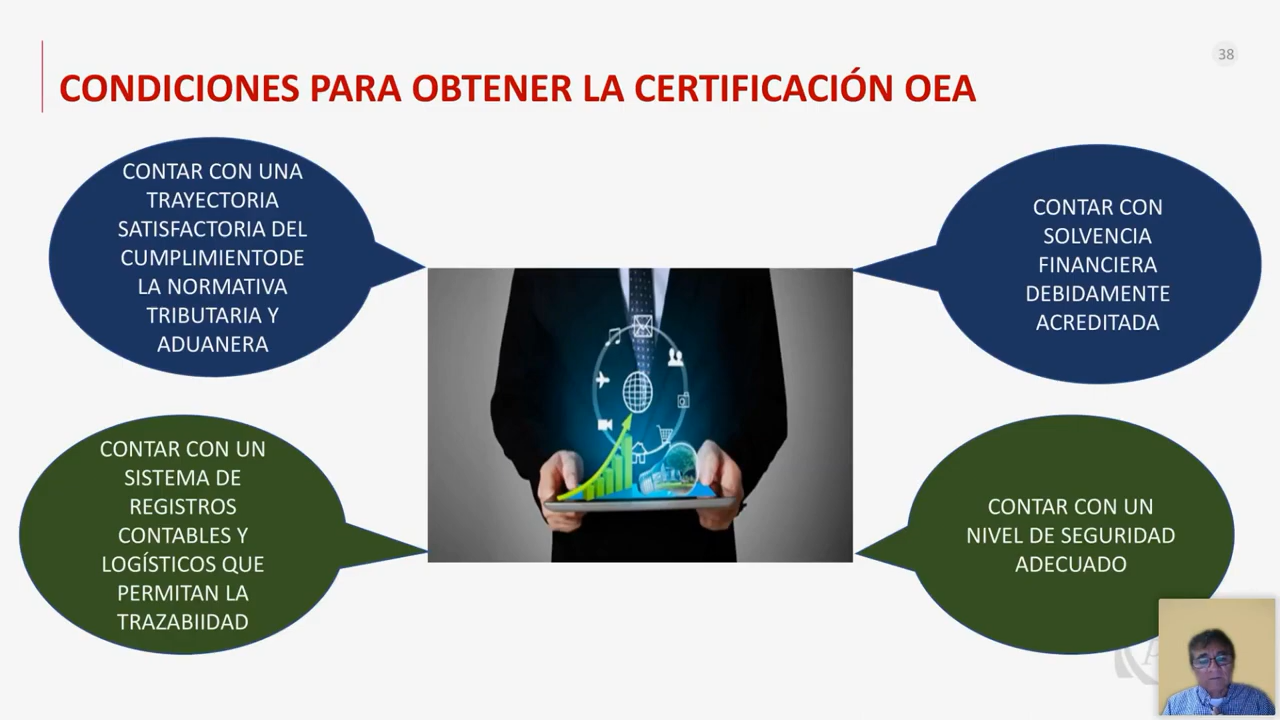 38
CONDICIONES PARA OBTENER LA CERTIFICACIÓN OEA
CONTAR CON UNA
TRAYECTORIA
SATISFACTORIA DEL
CUMPLIMIENTODE
LA NORMATIVA
TRIBUTARIA Y
ADUANERA
CONTAR CON
SOLVENCIA
FINANCIERA
DEBIDAMENTE
ACREDITADA
CONTAR CON UN
SISTEMA DE
REGISTROS
CONTABLES Y
LOGÍSTICOS QUE
PERMITAN LA
TRAZABIIDAD
CONTAR CON UN
NIVEL DE SEGURIDAD
ADECUADO